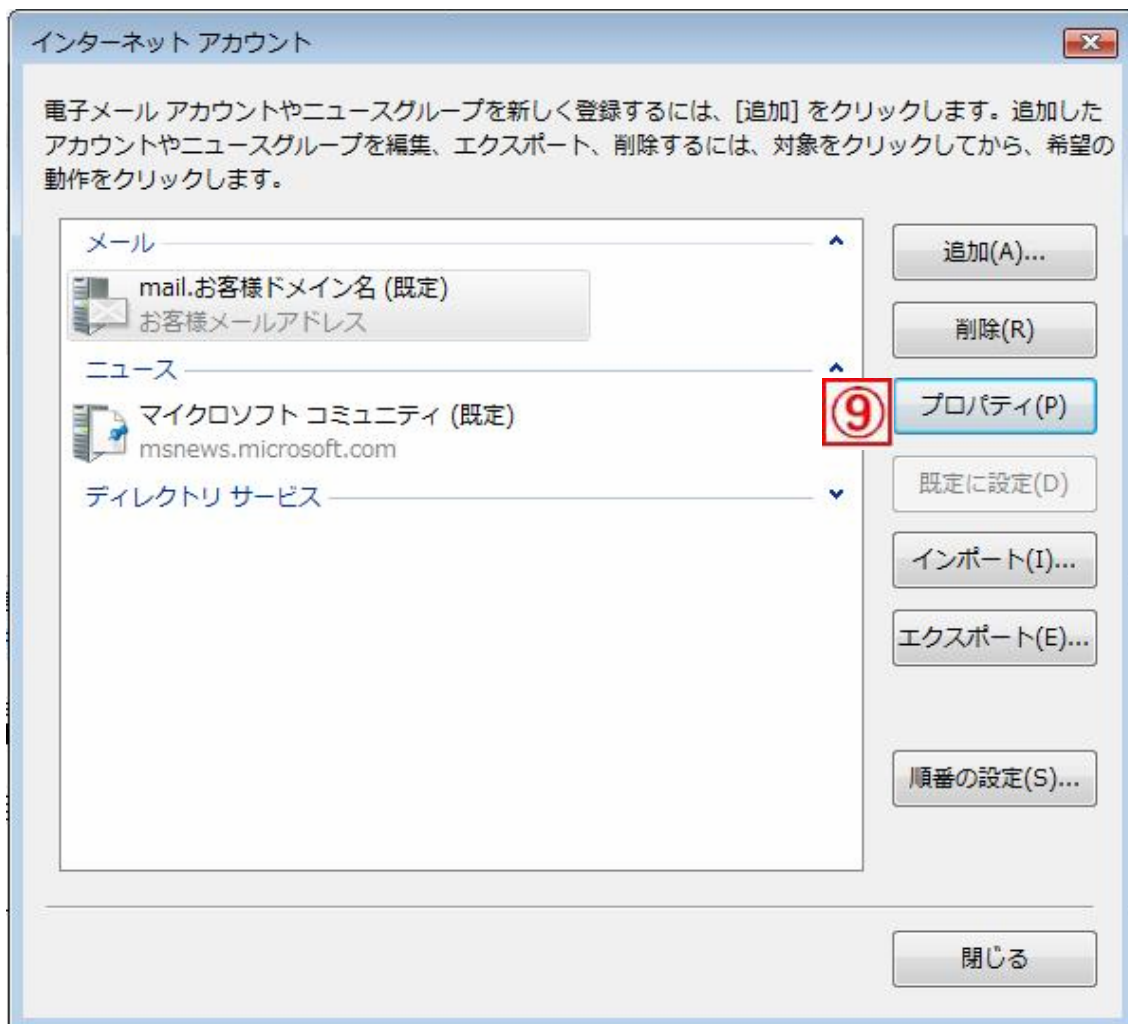 インターネット アカウント
電子メール アカウントやニュースグループを新しく登録するには、[追加] をクリックします。追加した
アカウントやニュースグループを編集、エクスポート、削除するには、対象をクリックしてから、希望の
動作をクリックします。
メール
mail.お客様ドメイン名 (既定)
お客様メールアドレス
ニュース
マイクロソフト コミュニティ (既定)
msnews.microsoft.com
ディレクトリ サービス
追加(A)...
削除(R)
⑨
プロパティ(P)
既定に設定(D)
インポート(I)...
エクスポート(E)...
順番の設定(S)...
閉じる